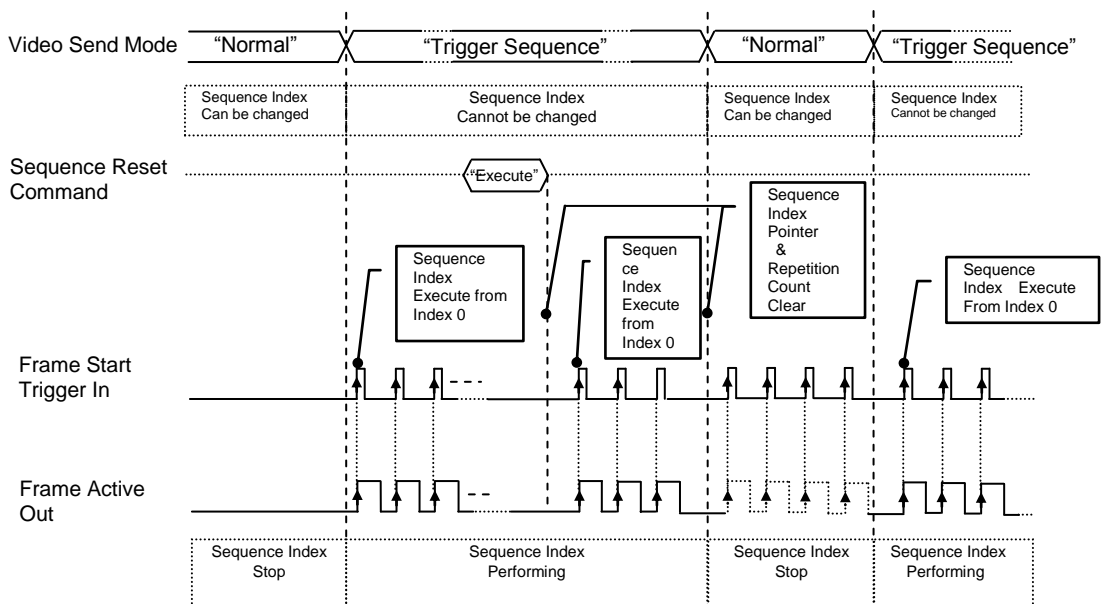 Video Send Mode
“Normal”
“Trigger Sequence”
“Normal”
“Trigger Sequence”
Sequence Index
Can be changed
Sequence Index
Cannot be changed
Sequence Index
Can be changed
Sequence Index
Cannot be changed
Sequence Reset
Command
“Execute”
Sequence
Index
Execute from
Index 0
Sequen
ce
Index
Execute
from
Index 0
Sequence
Index
Pointer
&
Repetition
Count
Clear
Sequence
Index Execute
From Index 0
Frame Start
Trigger In
Frame Active
Out
Sequence Index
Stop
Sequence Index
Performing
Sequence Index
Stop
Sequence Index
Performing